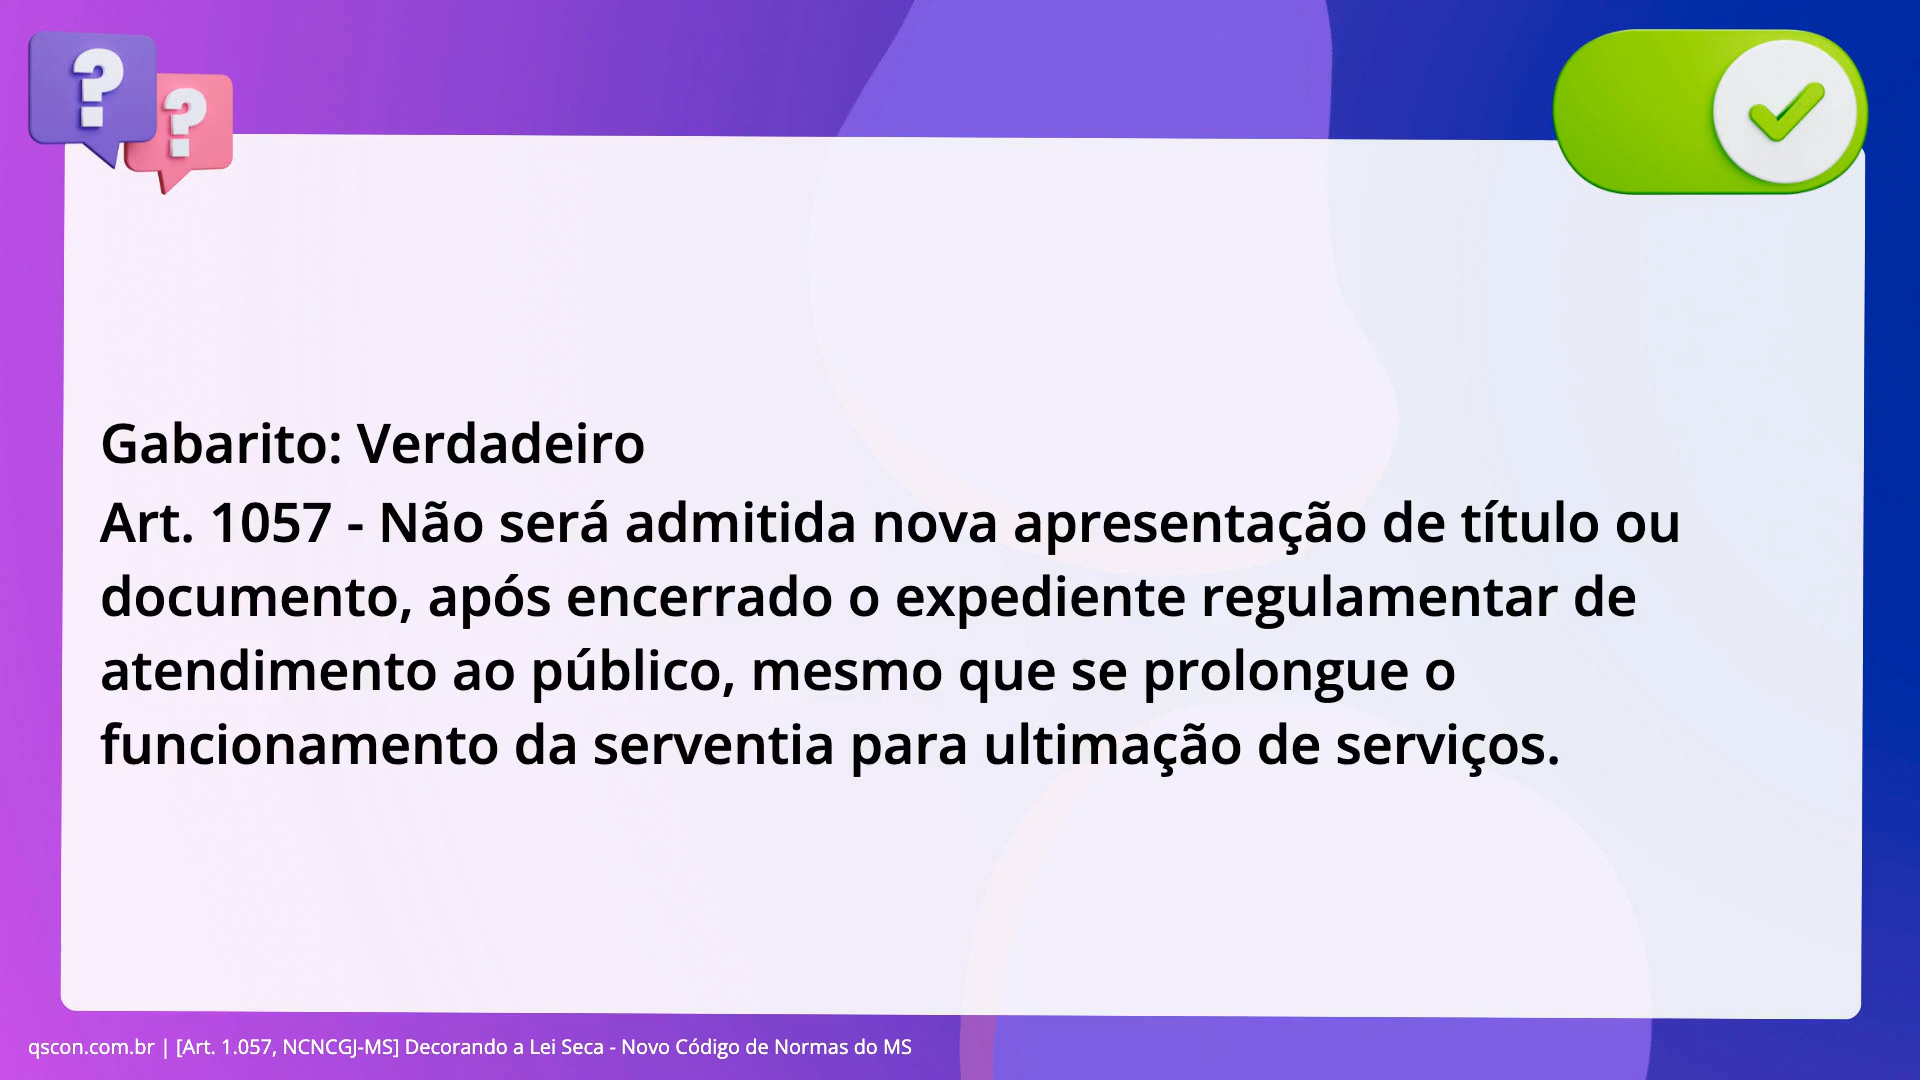 ?
?
Gabarito: Verdadeiro
Art. 1057 - Não será admitida nova apresentação de título ou
documento, após encerrado o expediente regulamentar de
atendimento ao público, mesmo que se prolongue o
funcionamento da serventia para ultimação de serviços.
qscon.com.br | [Art. 1.057, NCNCGJ-MS] Decorando a Lei Seca - Novo Código de Normas do MS